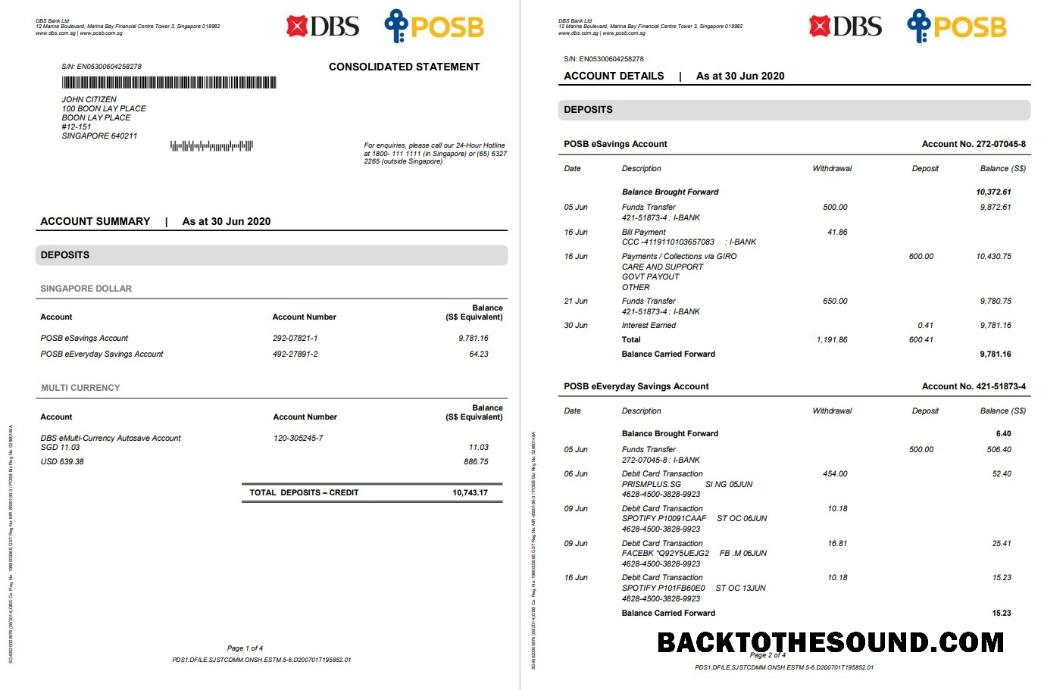 DBS Bank Ltd
12 Marina Boulevard, Marina Bay Financial Centre Tower 3, Singapore 018982
www.dbs.com.sg | www.posb.com.sg
DBS POSB
S/N: EN05300604258278
CONSOLIDATED STATEMENT
JOHN CITIZEN
100 BOON LAY PLACE
BOON LAY PLACE
#12-151
SINGAPORE 640211
For enquiries, please call our 24-Hour Hotline
at 1800- 111 1111 (in Singapore) or (65) 6327
2265 (outside Singapore)
ACCOUNT SUMMARY | As at 30 Jun 2020
DEPOSITS
SINGAPORE DOLLAR
Account Account Number Balance (S$ Equivalent)
POSB eSavings Account 292-07821-1 9,781.16
POSB eEveryday Savings Account 492-27891-2 64.23
MULTI CURRENCY
Account Account Number Balance (S$ Equivalent)
DBS eMulti-Currency Autosave Account 120-305245-7
SGD 11.03 11.03
USD 639.38 886.75
TOTAL DEPOSITS – CREDIT 10,743.17
Page 1 of 4
PDS1.DFILE.SJSTCDMM.ONSH.ESTM.5-6.D200701T195852.01
DBS Bank Ltd
12 Marina Boulevard, Marina Bay Financial Centre Tower 3, Singapore 018982
www.dbs.com.sg | www.posb.com.sg
DBS POSB
S/N: EN05300604258278
ACCOUNT DETAILS | As at 30 Jun 2020
DEPOSITS
POSB eSavings Account Account No. 272-07045-8
Date Description Withdrawal Deposit Balance (S$)
Balance Brought Forward 10,372.61
05 Jun Funds Transfer 500.00 9,872.61
421-51873-4 : I-BANK
16 Jun Bill Payment 41.86
CCC -4119110103657083 : I-BANK
16 Jun Payments / Collections via GIRO 600.00 10,430.75
CARE AND SUPPORT
GOVT PAYOUT
OTHER
21 Jun Funds Transfer 650.00 9,780.75
421-51873-4 : I-BANK
30 Jun Interest Earned 0.41 9,781.16
Total 1,191.86 600.41
Balance Carried Forward 9,781.16
POSB eEveryday Savings Account Account No. 421-51873-4
Date Description Withdrawal Deposit Balance (S$)
Balance Brought Forward 6.40
05 Jun Funds Transfer 500.00 506.40
272-07045-8 : I-BANK
06 Jun Debit Card Transaction 454.00 52.40
PRISMPLUS.SG SI NG 05JUN
4628-4500-3828-9923
09 Jun Debit Card Transaction 10.18
SPOTIFY P10091CAAF ST OC 06JUN
4628-4500-3828-9923
09 Jun Debit Card Transaction 16.81 25.41
FACEBK *Q92Y5UEJG2 FB .M 06JUN
4628-4500-3828-9923
16 Jun Debit Card Transaction 10.18 15.23
SPOTIFY P101FB60E0 ST OC 13JUN
4628-4500-3828-9923
Balance Carried Forward 15.23
BACKTOTHESOUND.COM
Page 2 of 4
PDS1.DFILE.SJSTCDMM.ONSH.ESTM.5-6.D200701T195852.01